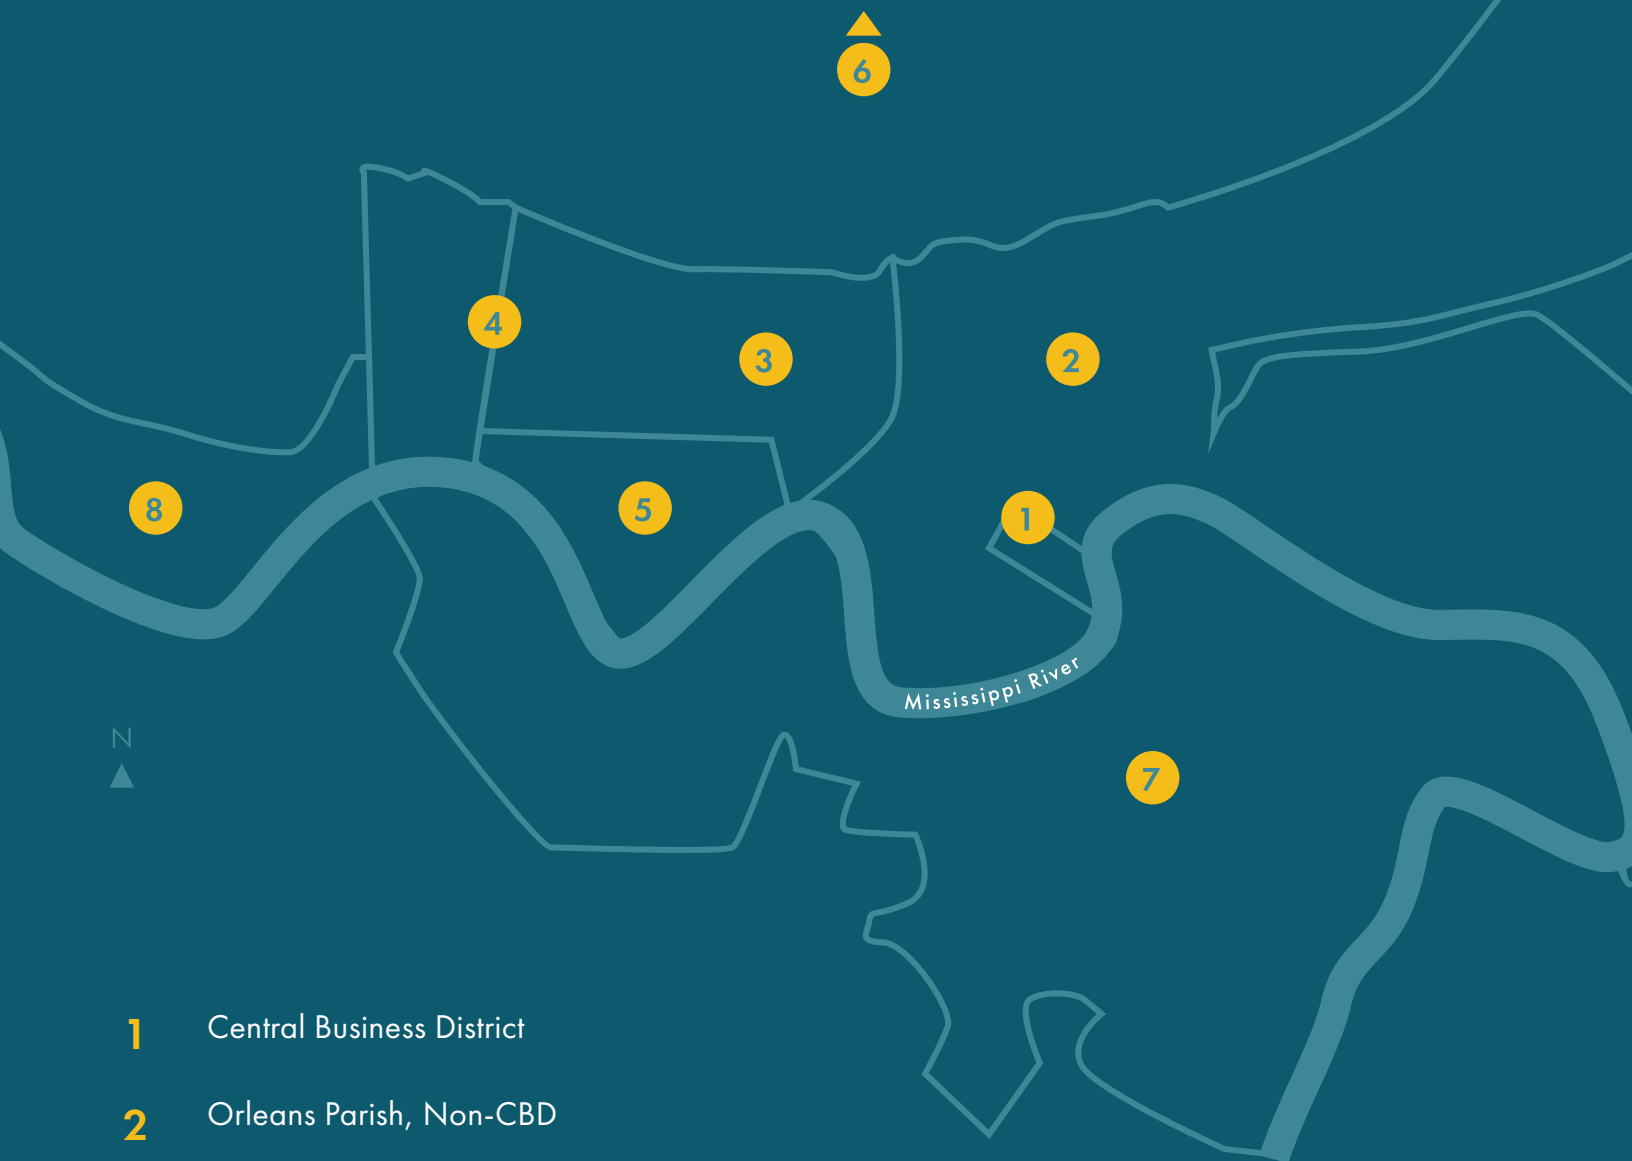 6
4
3
2
8
5
1
Mississippi River
N
7
1 Central Business District
2 Orleans Parish, Non-CBD